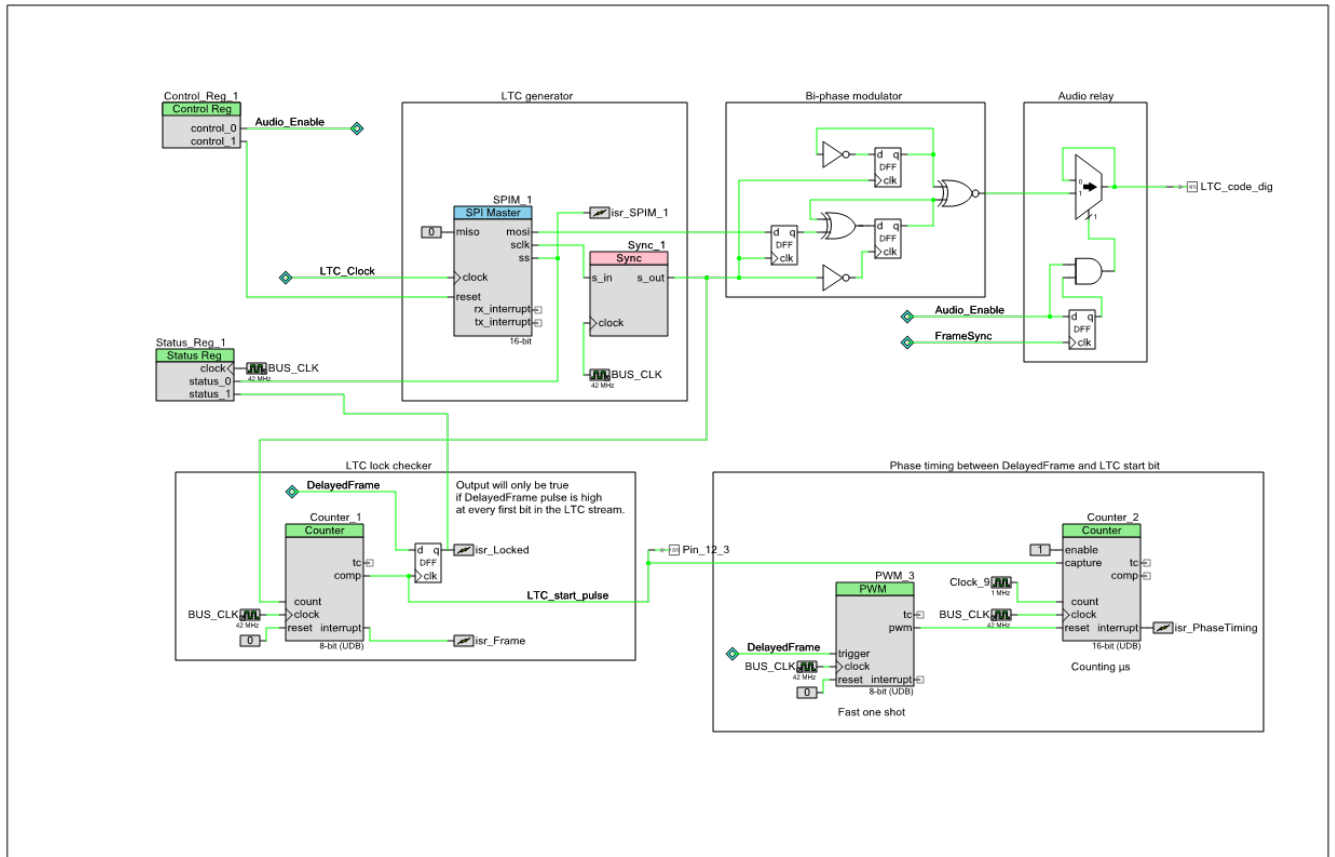 Control_Reg_1
Control Reg
control_0
control_1
Audio_Enable
LTC generator
SPIM_1
SPI Master
0
miso
mosi
sclk
ss
clock
reset
rx_interrupt
tx_interrupt
16-bit
LTC_Clock
isr_SPIM_1
Sync_1
Sync
s_in
s_out
clock
BUS_CLK
42 MHz
Bi-phase modulator
d q
DFF
clk
d q
DFF
clk
d q
DFF
clk
Audio relay
0
1
1
LTC_code_dig
Audio_Enable
FrameSync
d q
DFF
clk
Status_Reg_1
Status Reg
clock
status_0
status_1
BUS_CLK
42 MHz
LTC lock checker
DelayedFrame
Output will only be true
if DelayedFrame pulse is high
at every first bit in the LTC stream.
Counter_1
Counter
tc
comp
count
clock
reset
interrupt
8-bit (UDB)
BUS_CLK
42 MHz
0
d q
DFF
clk
isr_Locked
LTC_start_pulse
isr_Frame
Pin_12_3
Phase timing between DelayedFrame and LTC start bit
PWM_3
PWM
tc
pwm
trigger
clock
reset
interrupt
8-bit (UDB)
DelayedFrame
BUS_CLK
42 MHz
0
Fast one shot
Counter_2
Counter
1
enable
capture
tc
comp
count
clock
reset
interrupt
16-bit (UDB)
Clock_9
1 MHz
BUS_CLK
42 MHz
isr_PhaseTiming
Counting µs